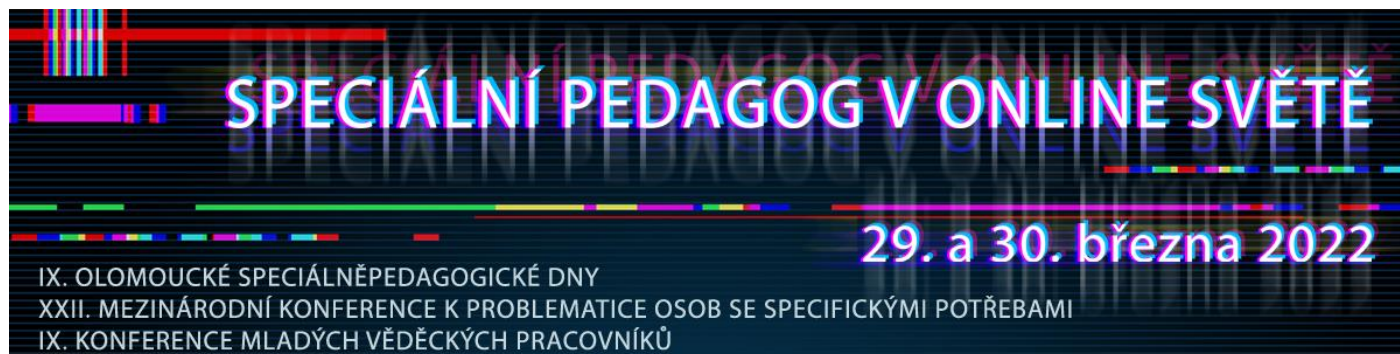 SPECIÁLNÍ PEDAGOG V ONLINE SVĚTĚ
29. a 30. března 2022
IX. OLOMOUCKÉ SPECIÁLNĚPEDAGOGICKÉ DNY
XXII. MEZINÁRODNÍ KONFERENCE K PROBLEMATICE OSOB SE SPECIFICKÝMI POTŘEBAMI
IX. KONFERENCE MLADÝCH VĚDĚCKÝCH PRACOVNÍKŮ